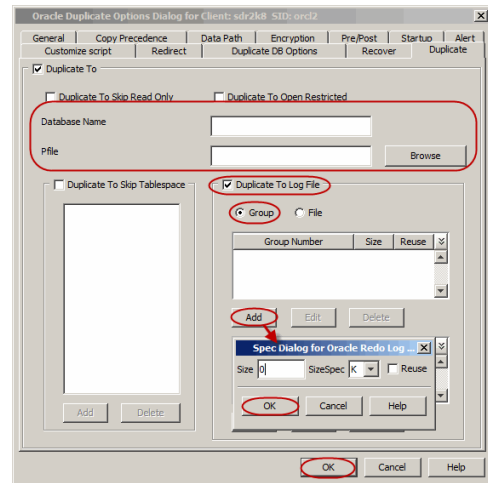 Oracle Duplicate Options Dialog for Client: sdr2k8 SID: orcl2
General Copy Precedence Data Path Encryption Pre/Post Startup Alert
Customize script Redirect Duplicate DB Options Recover Duplicate
Duplicate To
Duplicate To Skip Read Only Duplicate To Open Restricted
Database Name
Pfile Browse
Duplicate To Skip Tablespace Duplicate To Log File
Group File
Group Number Size Reuse
Add Edit Delete
Spec Dialog for Oracle Redo Log ...
Size 0 SizeSpec K Reuse
OK Cancel Help
Add Delete
OK Cancel Help